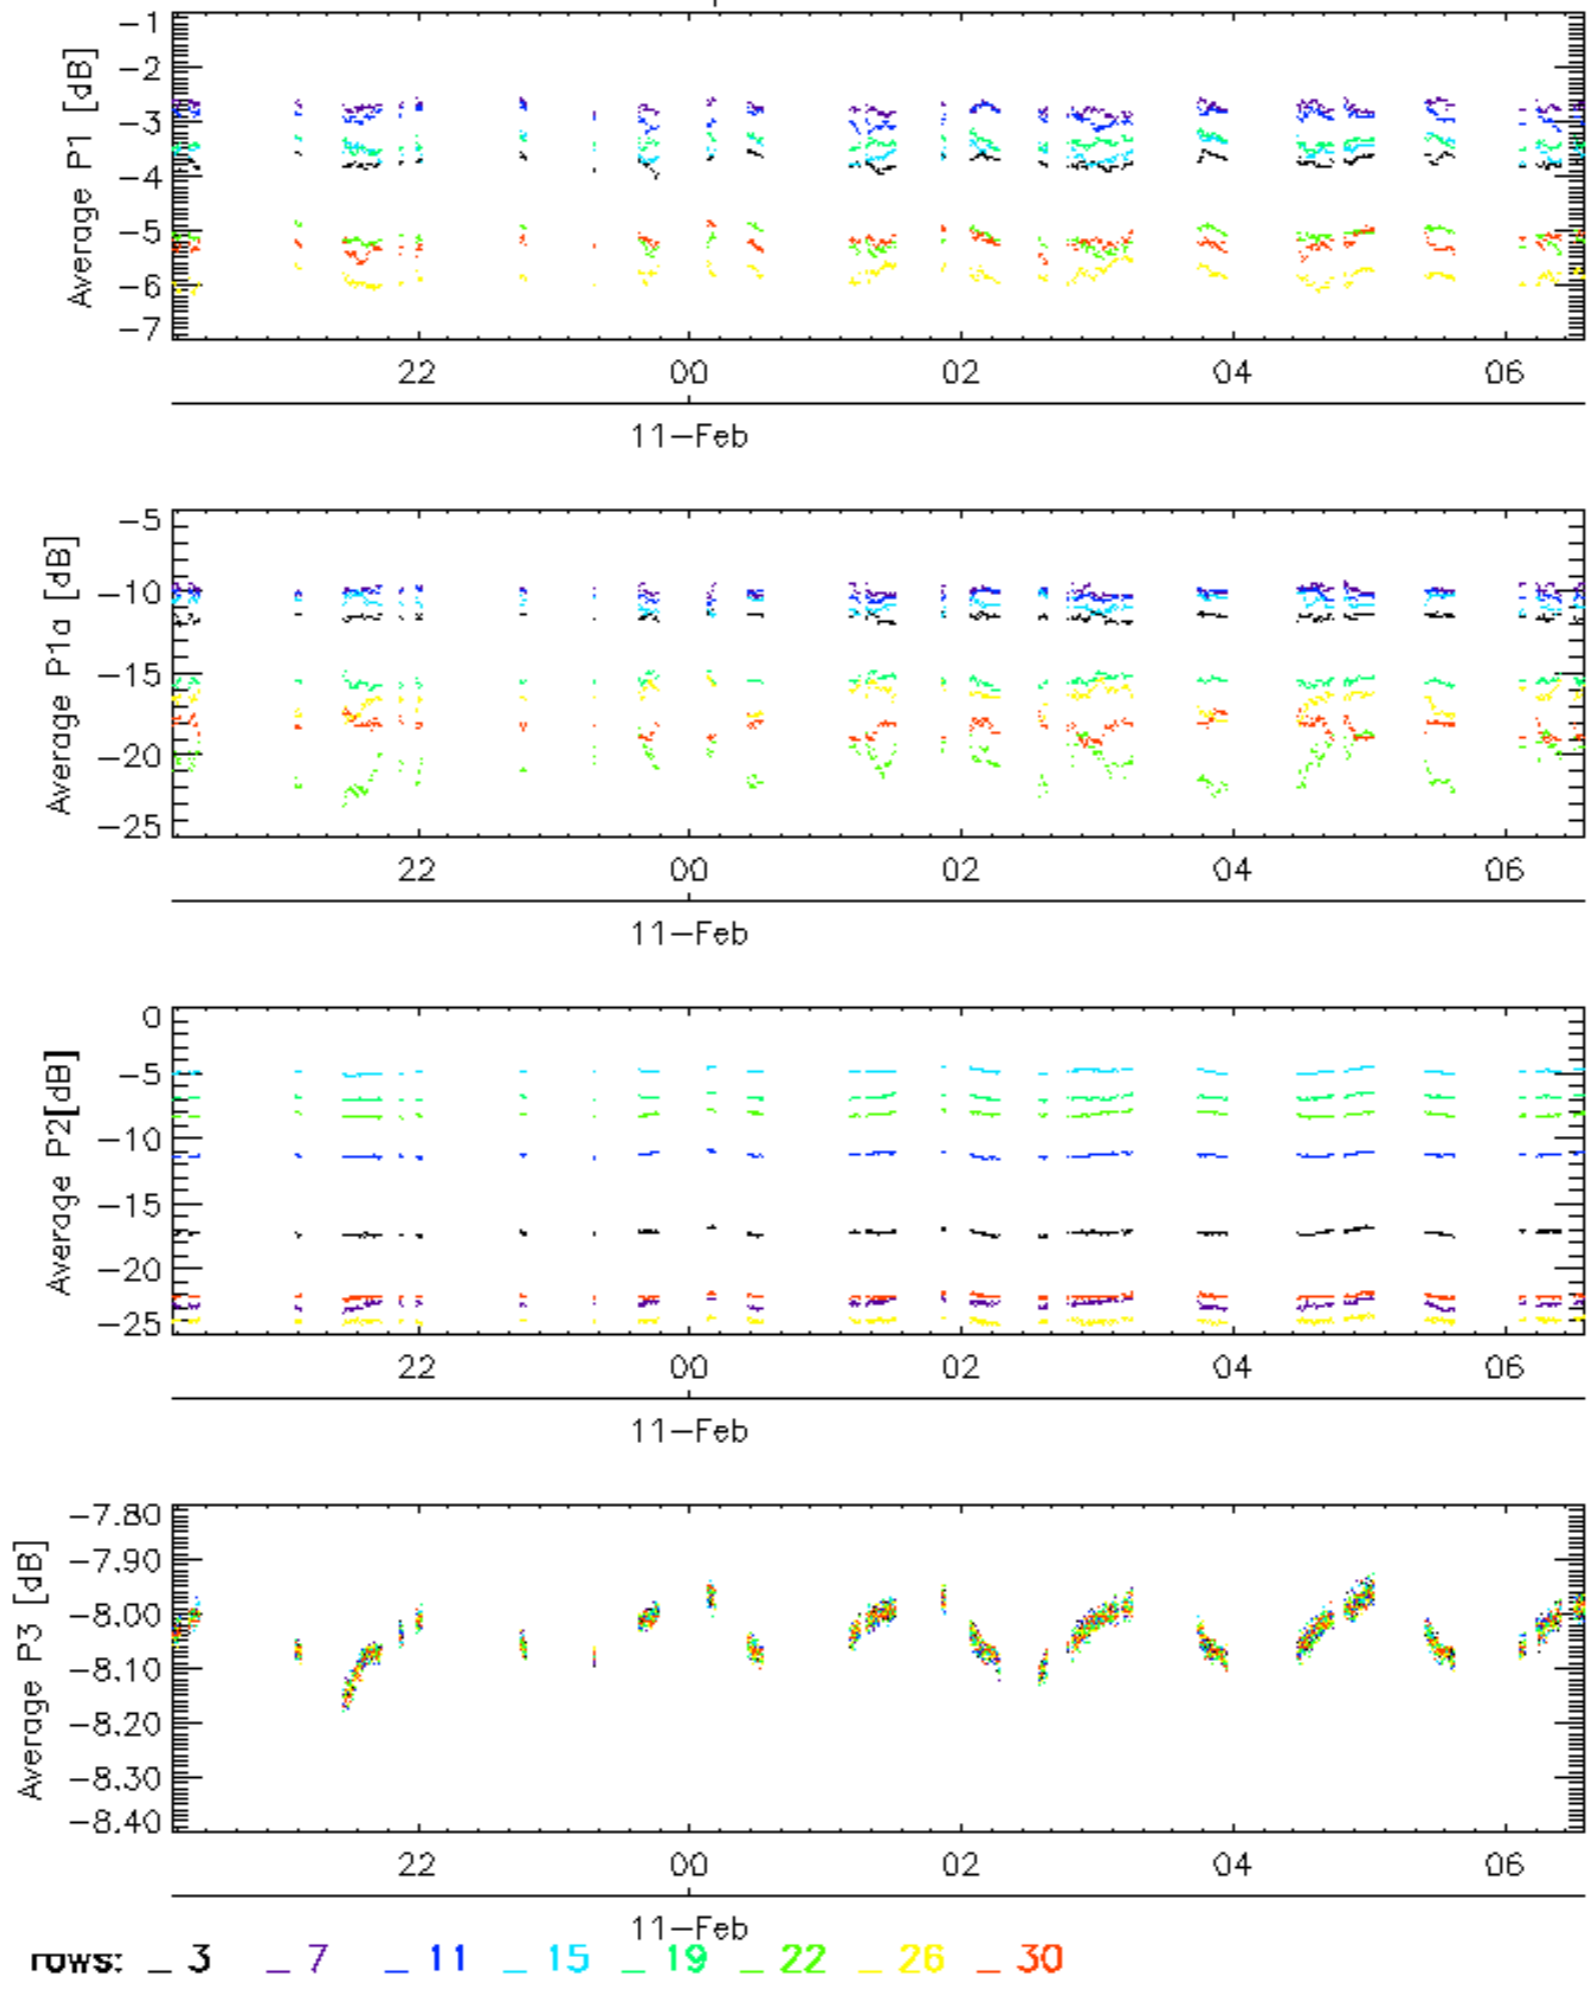 Average P1 [dB]
−1
−2
−3
−4
−5
−6
−7
22 00 02 04 06
11−Feb
Average P1a [dB]
−5
−10
−15
−20
−25
22 00 02 04 06
11−Feb
Average P2[dB]
0
−5
−10
−15
−20
−25
22 00 02 04 06
11−Feb
Average P3 [dB]
−7.80
−7.90
−8.00
−8.10
−8.20
−8.30
−8.40
22 00 02 04 06
11−Feb
rows: _ 3 _ 7 _ 11 _ 15 _ 19 _ 22 _ 26 _ 30